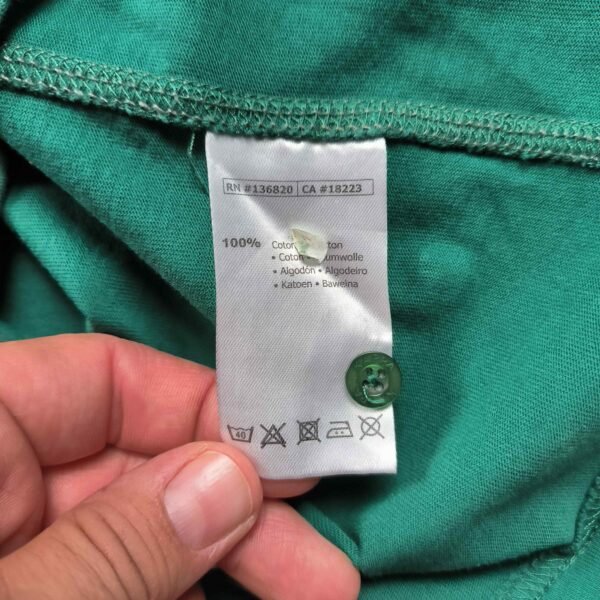 RN #136820 CA #18223
100% Coton
• Coton
• Algodón • Algodeiro
• Katoen • Bawełna
40